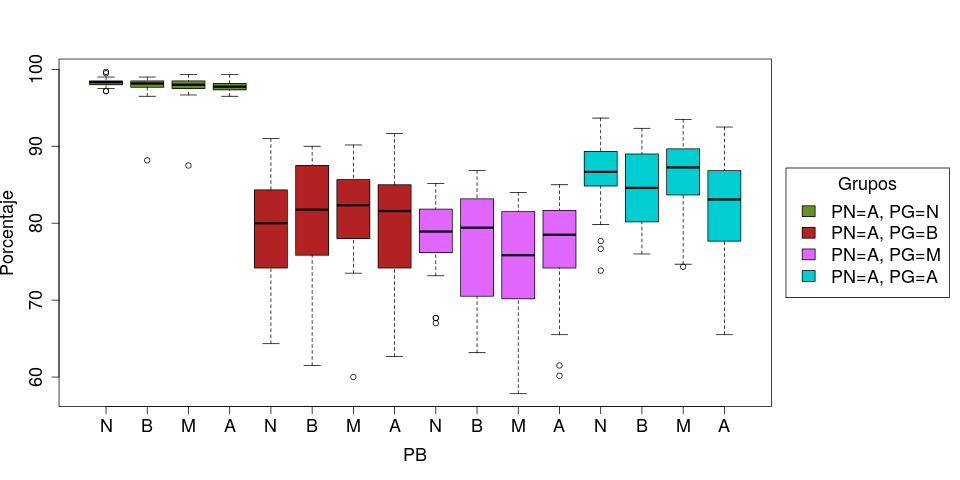 100
90
80
70
60
Porcentaje
N B M A N B M A N B M A N B M A
PB
Grupos
PN=A, PG=N
PN=A, PG=B
PN=A, PG=M
PN=A, PG=A